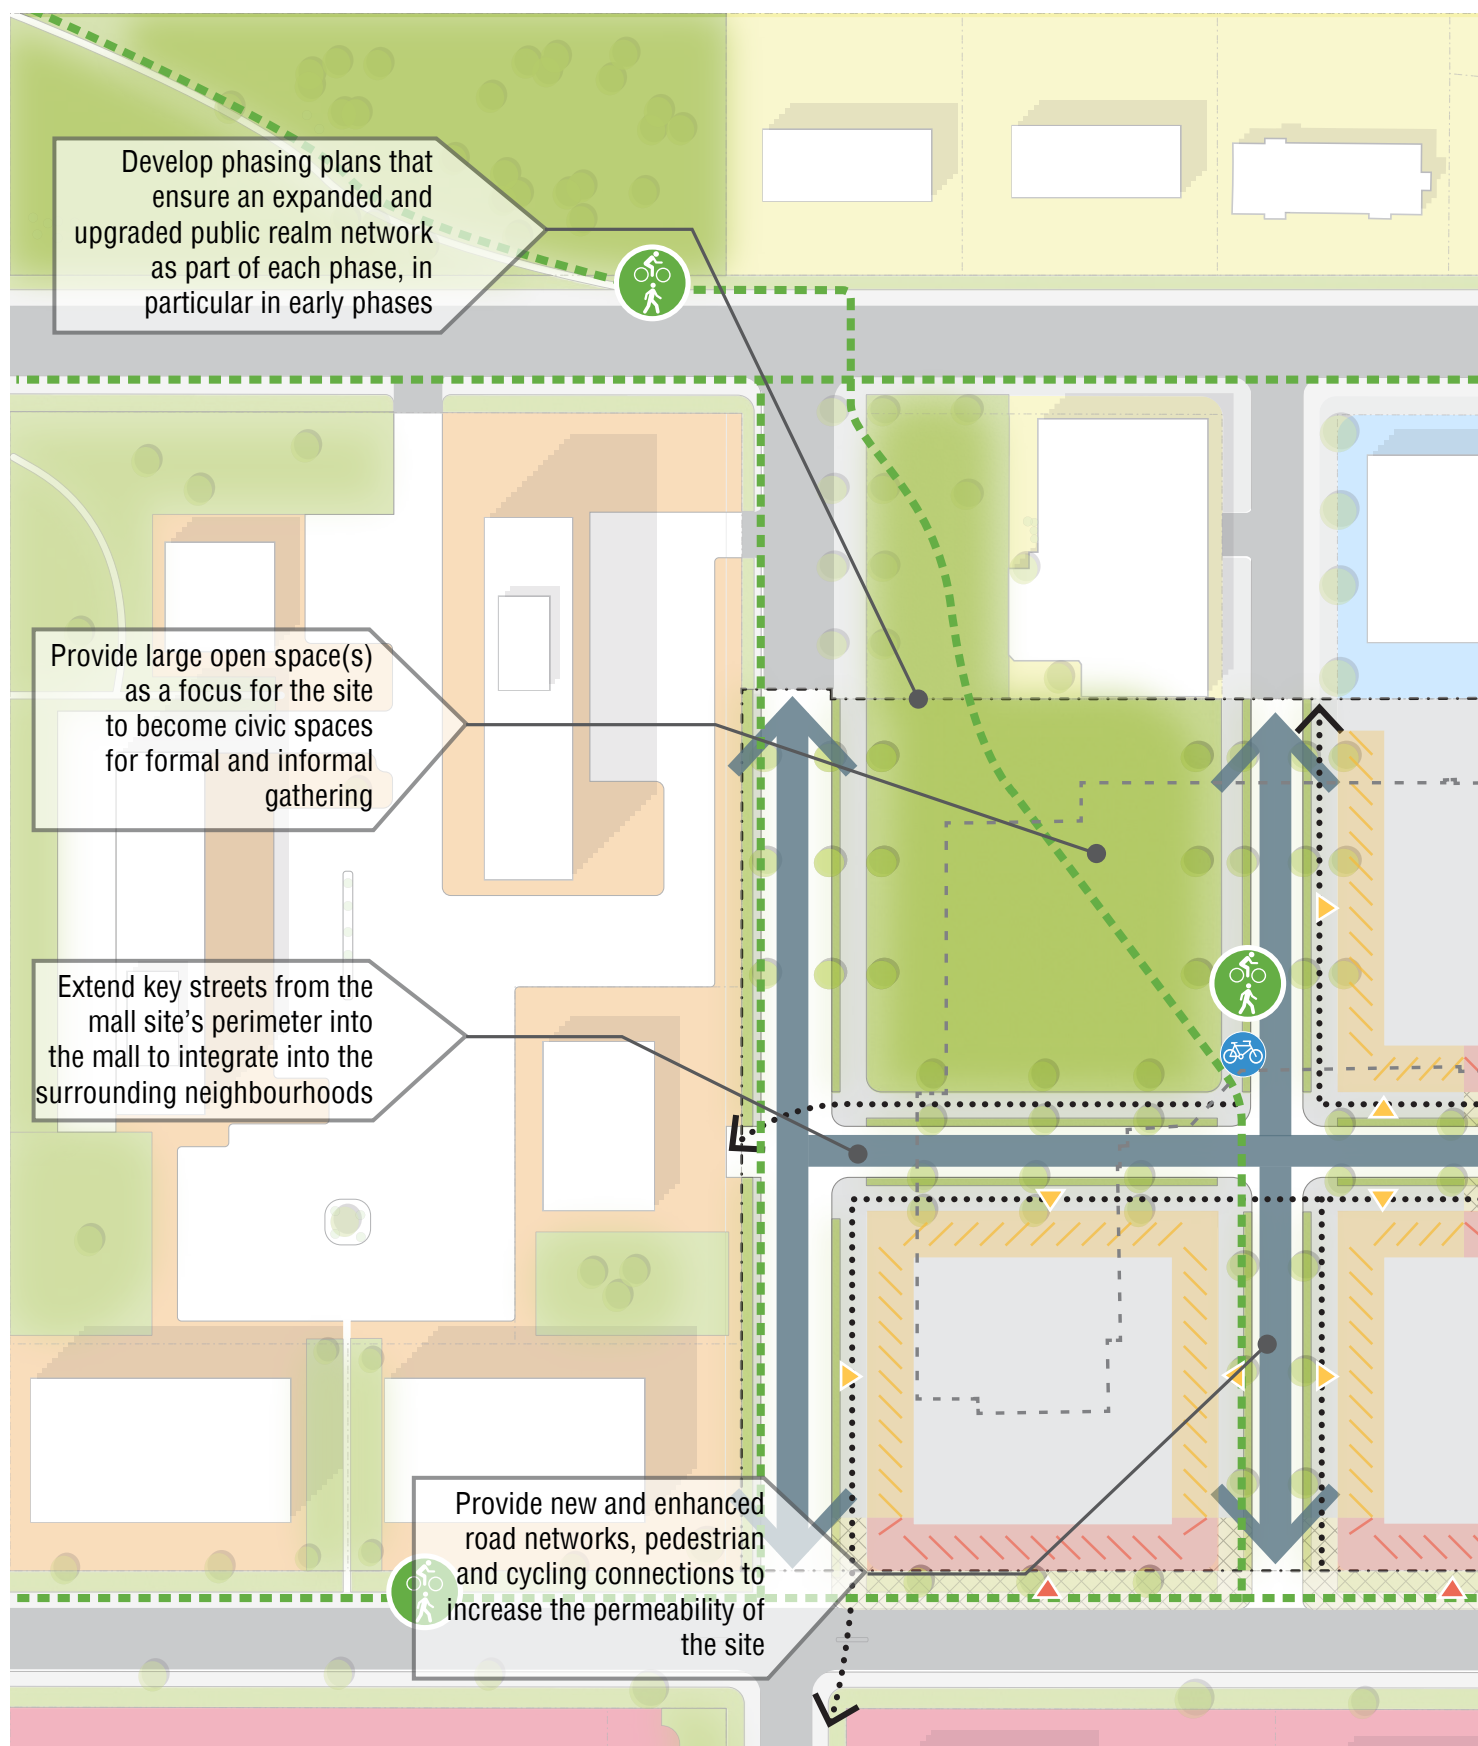 Develop phasing plans that
ensure an expanded and
upgraded public realm network
as part of each phase, in
particular in early phases
Provide large open space(s)
as a focus for the site
to become civic spaces
for formal and informal
gathering
Extend key streets from the
mall site’s perimeter into
the mall to integrate into the
surrounding neighbourhoods
Provide new and enhanced
road networks, pedestrian
and cycling connections to
increase the permeability of
the site